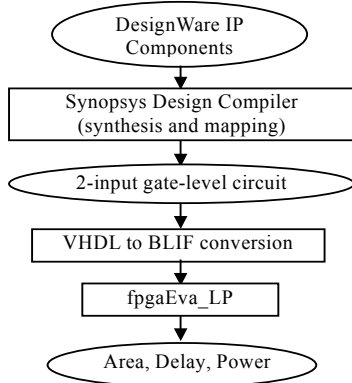 DesignWare IP
Components
Synopsys Design Compiler
(synthesis and mapping)
2-input gate-level circuit
VHDL to BLIF conversion
fpgaEva_LP
Area, Delay, Power